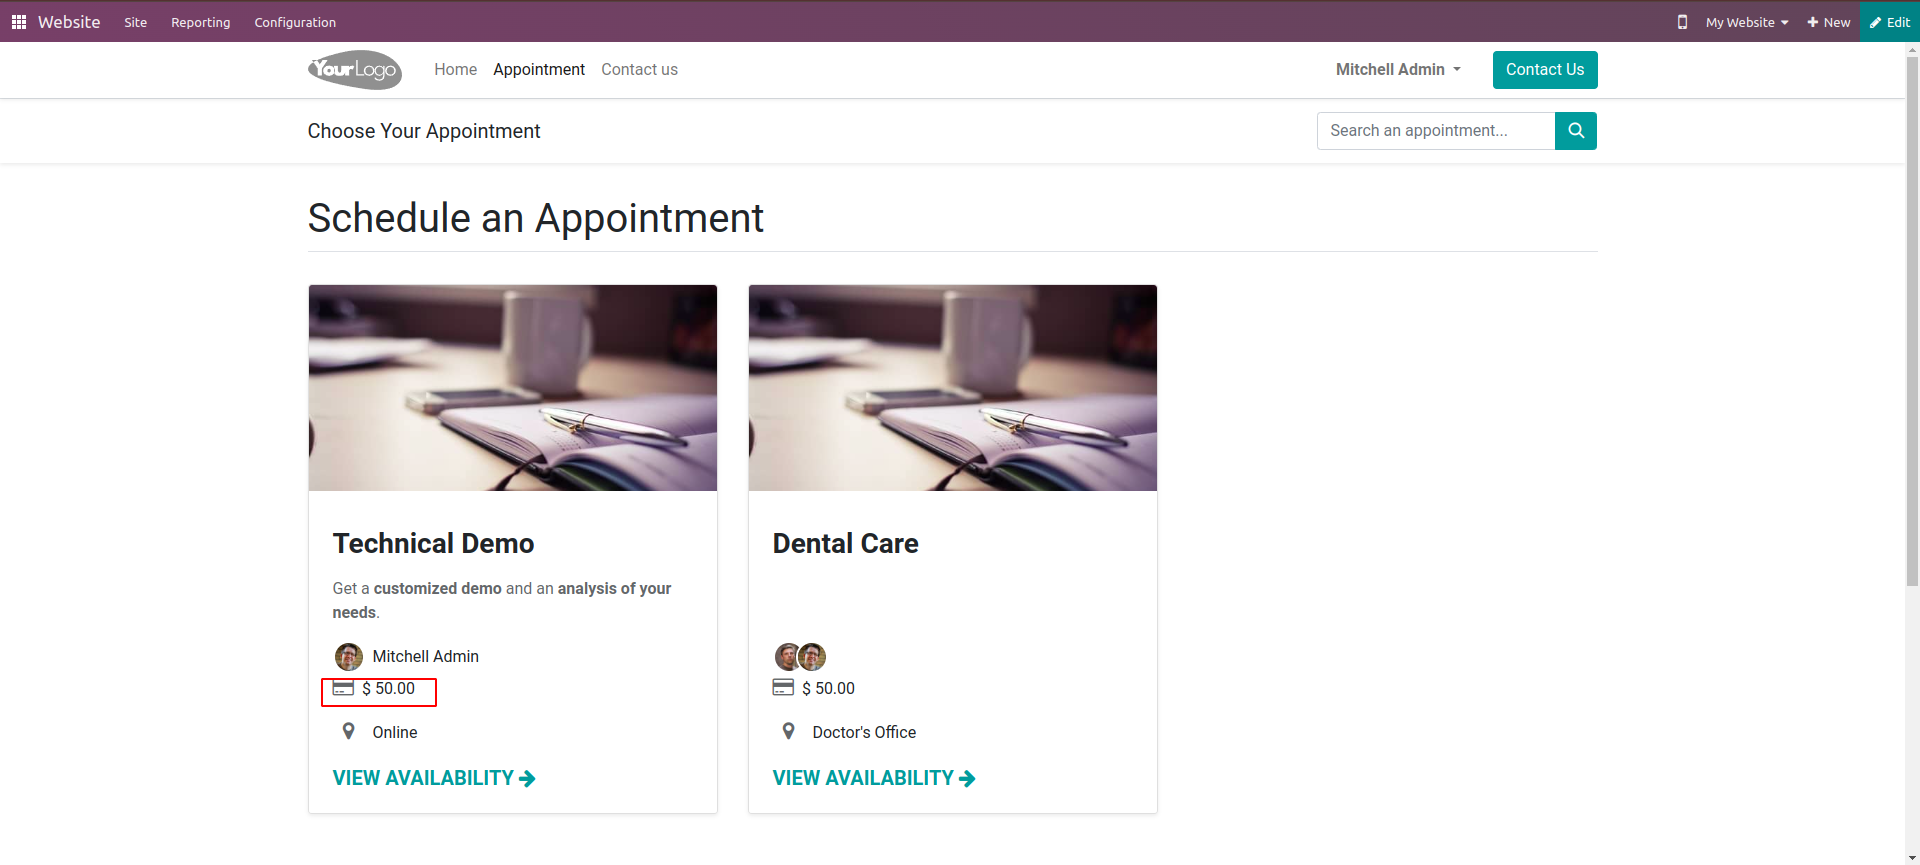 Website Site Reporting Configuration My Website New Edit
YourLogo Home Appointment Contact us Mitchell Admin Contact Us
Choose Your Appointment Search an appointment...
Schedule an Appointment
Technical Demo
Get a customized demo and an analysis of your
needs.
Mitchell Admin
$ 50.00
Online
VIEW AVAILABILITY
Dental Care
$ 50.00
Doctor's Office
VIEW AVAILABILITY